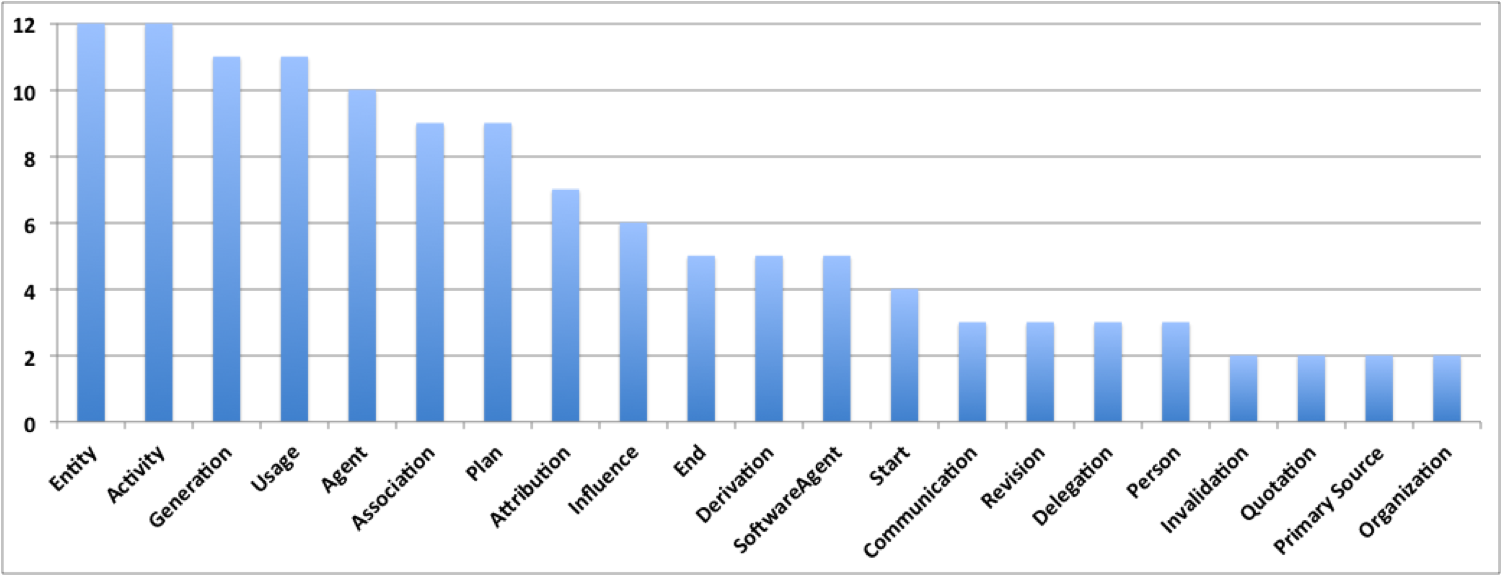 12
10
8
6
4
2
0
Entity
Activity
Generation
Usage
Agent
Association
Plan
Attribution
Influence
End
Derivation
SoftwareAgent
Start
Communication
Revision
Delegation
Person
Invalidation
Quotation
Primary Source
Organization